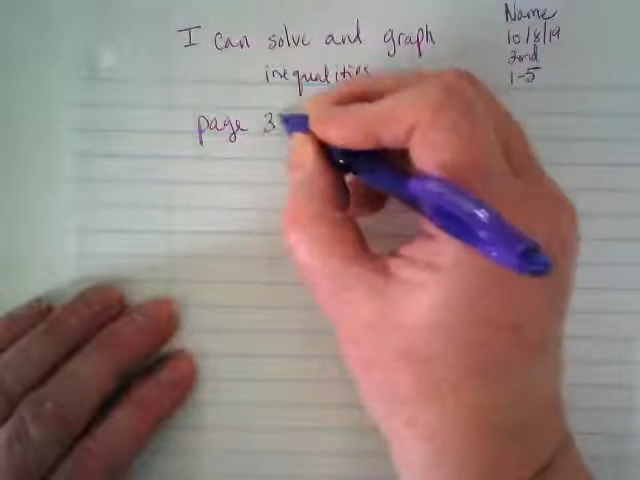 I can solve and graph
inequalities
page 3
Name
10/8/19
2nd
1-5